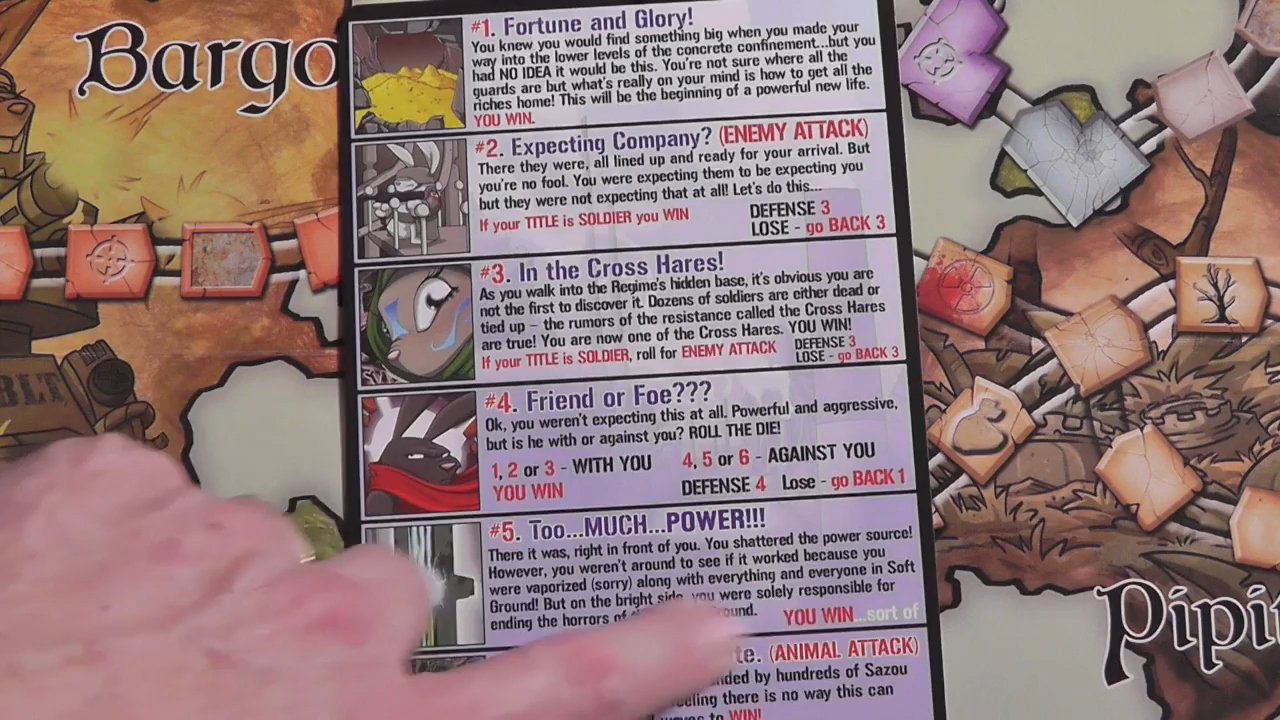 Bargo
#1. Fortune and Glory!
You knew you would find something big when you made your
way into the lower levels of the concrete confinement...but you
had NO IDEA it would be this. You're not sure where all the
guards are but what's really on your mind is how to get all the
riches home! This will be the beginning of a powerful new life.
YOU WIN.
#2. Expecting Company? (ENEMY ATTACK)
There they were, all lined up and ready for your arrival. But
you're no fool. You were expecting them to be expecting you
but they were not expecting that at all! Let's do this...
If your TITLE is SOLDIER you WIN
DEFENSE 3
LOSE - go BACK 3
#3. In the Cross Hares!
As you walk into the Regime's hidden base, it's obvious you are
not the first to discover it. Dozens of soldiers are either dead or
tied up – the rumors of the resistance called the Cross Hares
are true! You are now one of the Cross Hares. YOU WIN!
If your TITLE is SOLDIER, roll for ENEMY ATTACK
DEFENSE 3
LOSE - go BACK 3
#4. Friend or Foe???
Ok, you weren't expecting this at all. Powerful and aggressive,
but is he with or against you? ROLL THE DIE!
1, 2 or 3 - WITH YOU
YOU WIN
4, 5 or 6 - AGAINST YOU
DEFENSE 4 Lose - go BACK 1
#5. Too...MUCH...POWER!!!
There it was, right in front of you. You shattered the power source!
However, you weren't around to see if it worked because you
were vaporized (sorry) along with everything and everyone in Soft
Ground! But on the bright side, you were solely responsible for
ending the horrors of ound. YOU WIN...sort of
te. (ANIMAL ATTACK)
ded by hundreds of Sazou
eling there is no way this can
to WIN!
BLT
Pipi